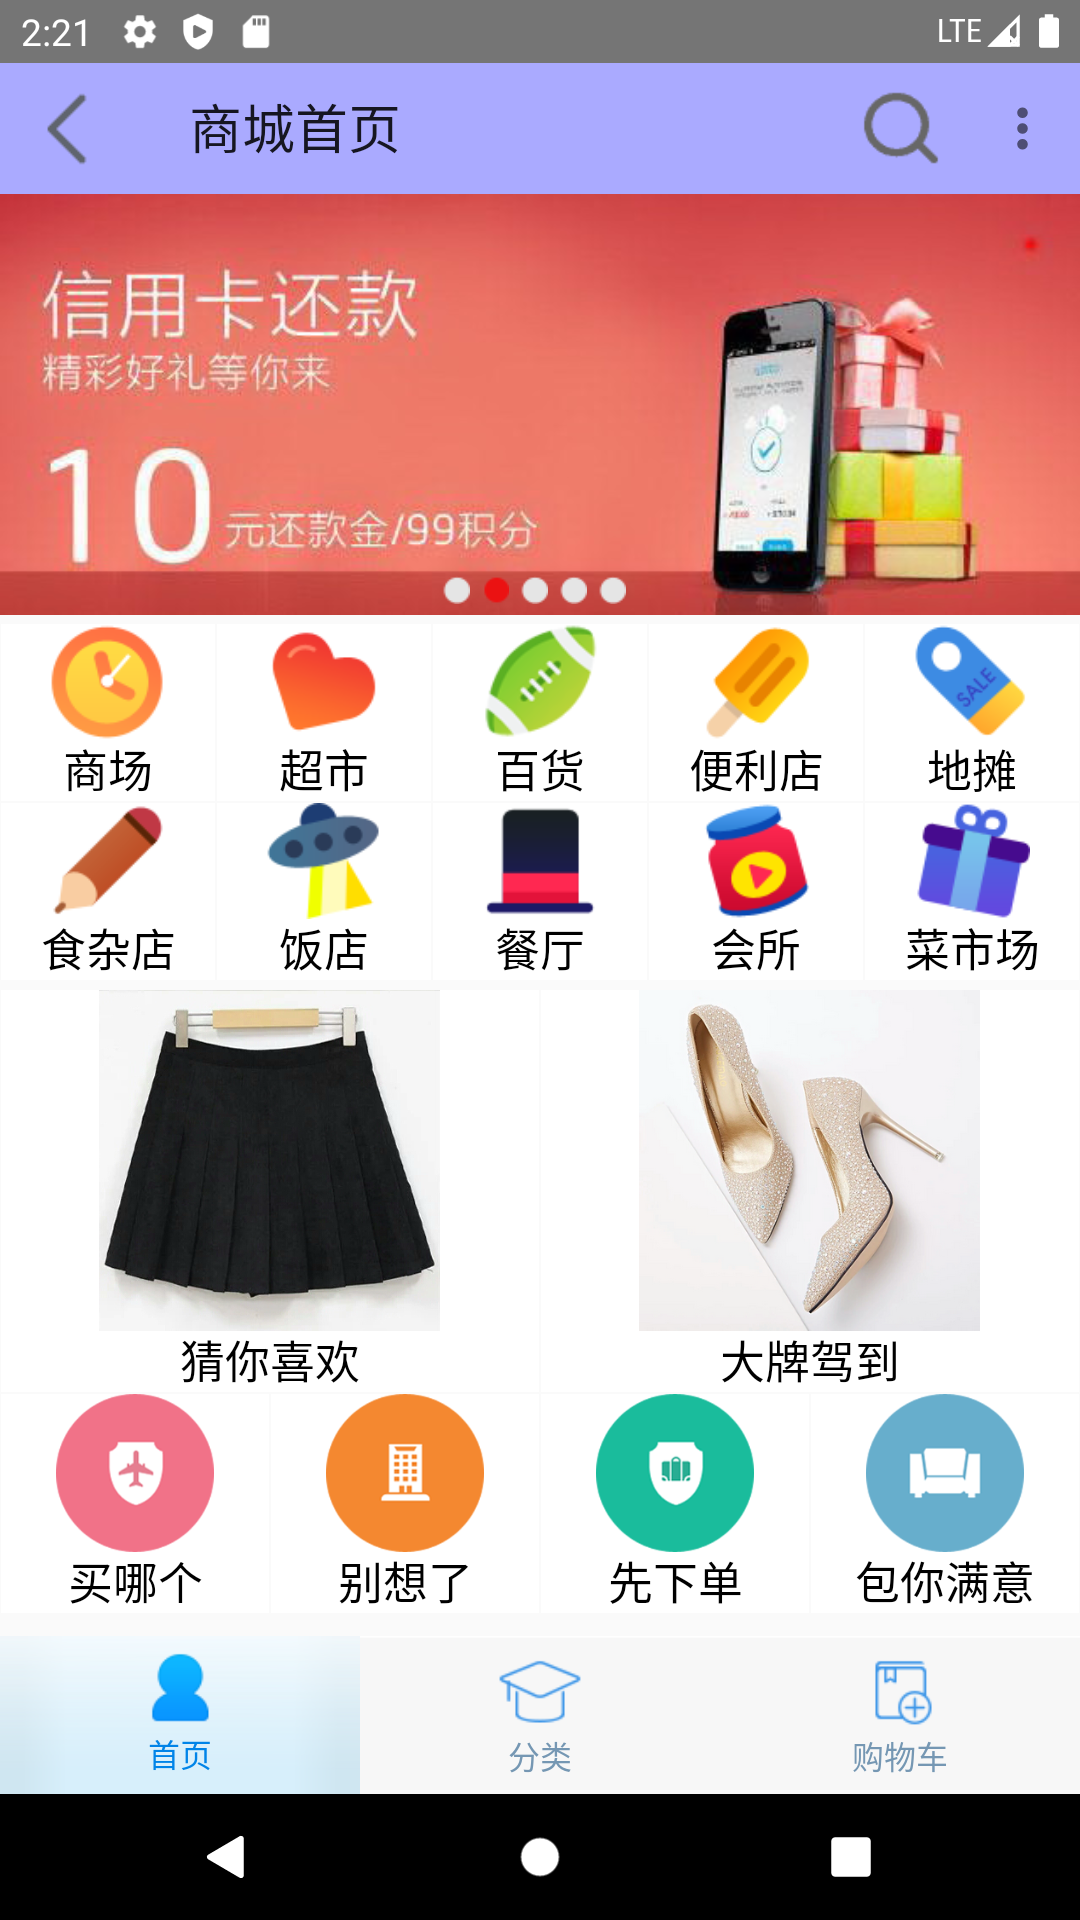 2:21
LTE
商城首页
信用卡还款
精彩好礼等你来
10元还款金/99积分
商场
超市
百货
便利店
SALE
地摊
食杂店
饭店
餐厅
会所
菜市场
猜你喜欢
大牌驾到
买哪个
别想了
先下单
包你满意
首页
分类
购物车